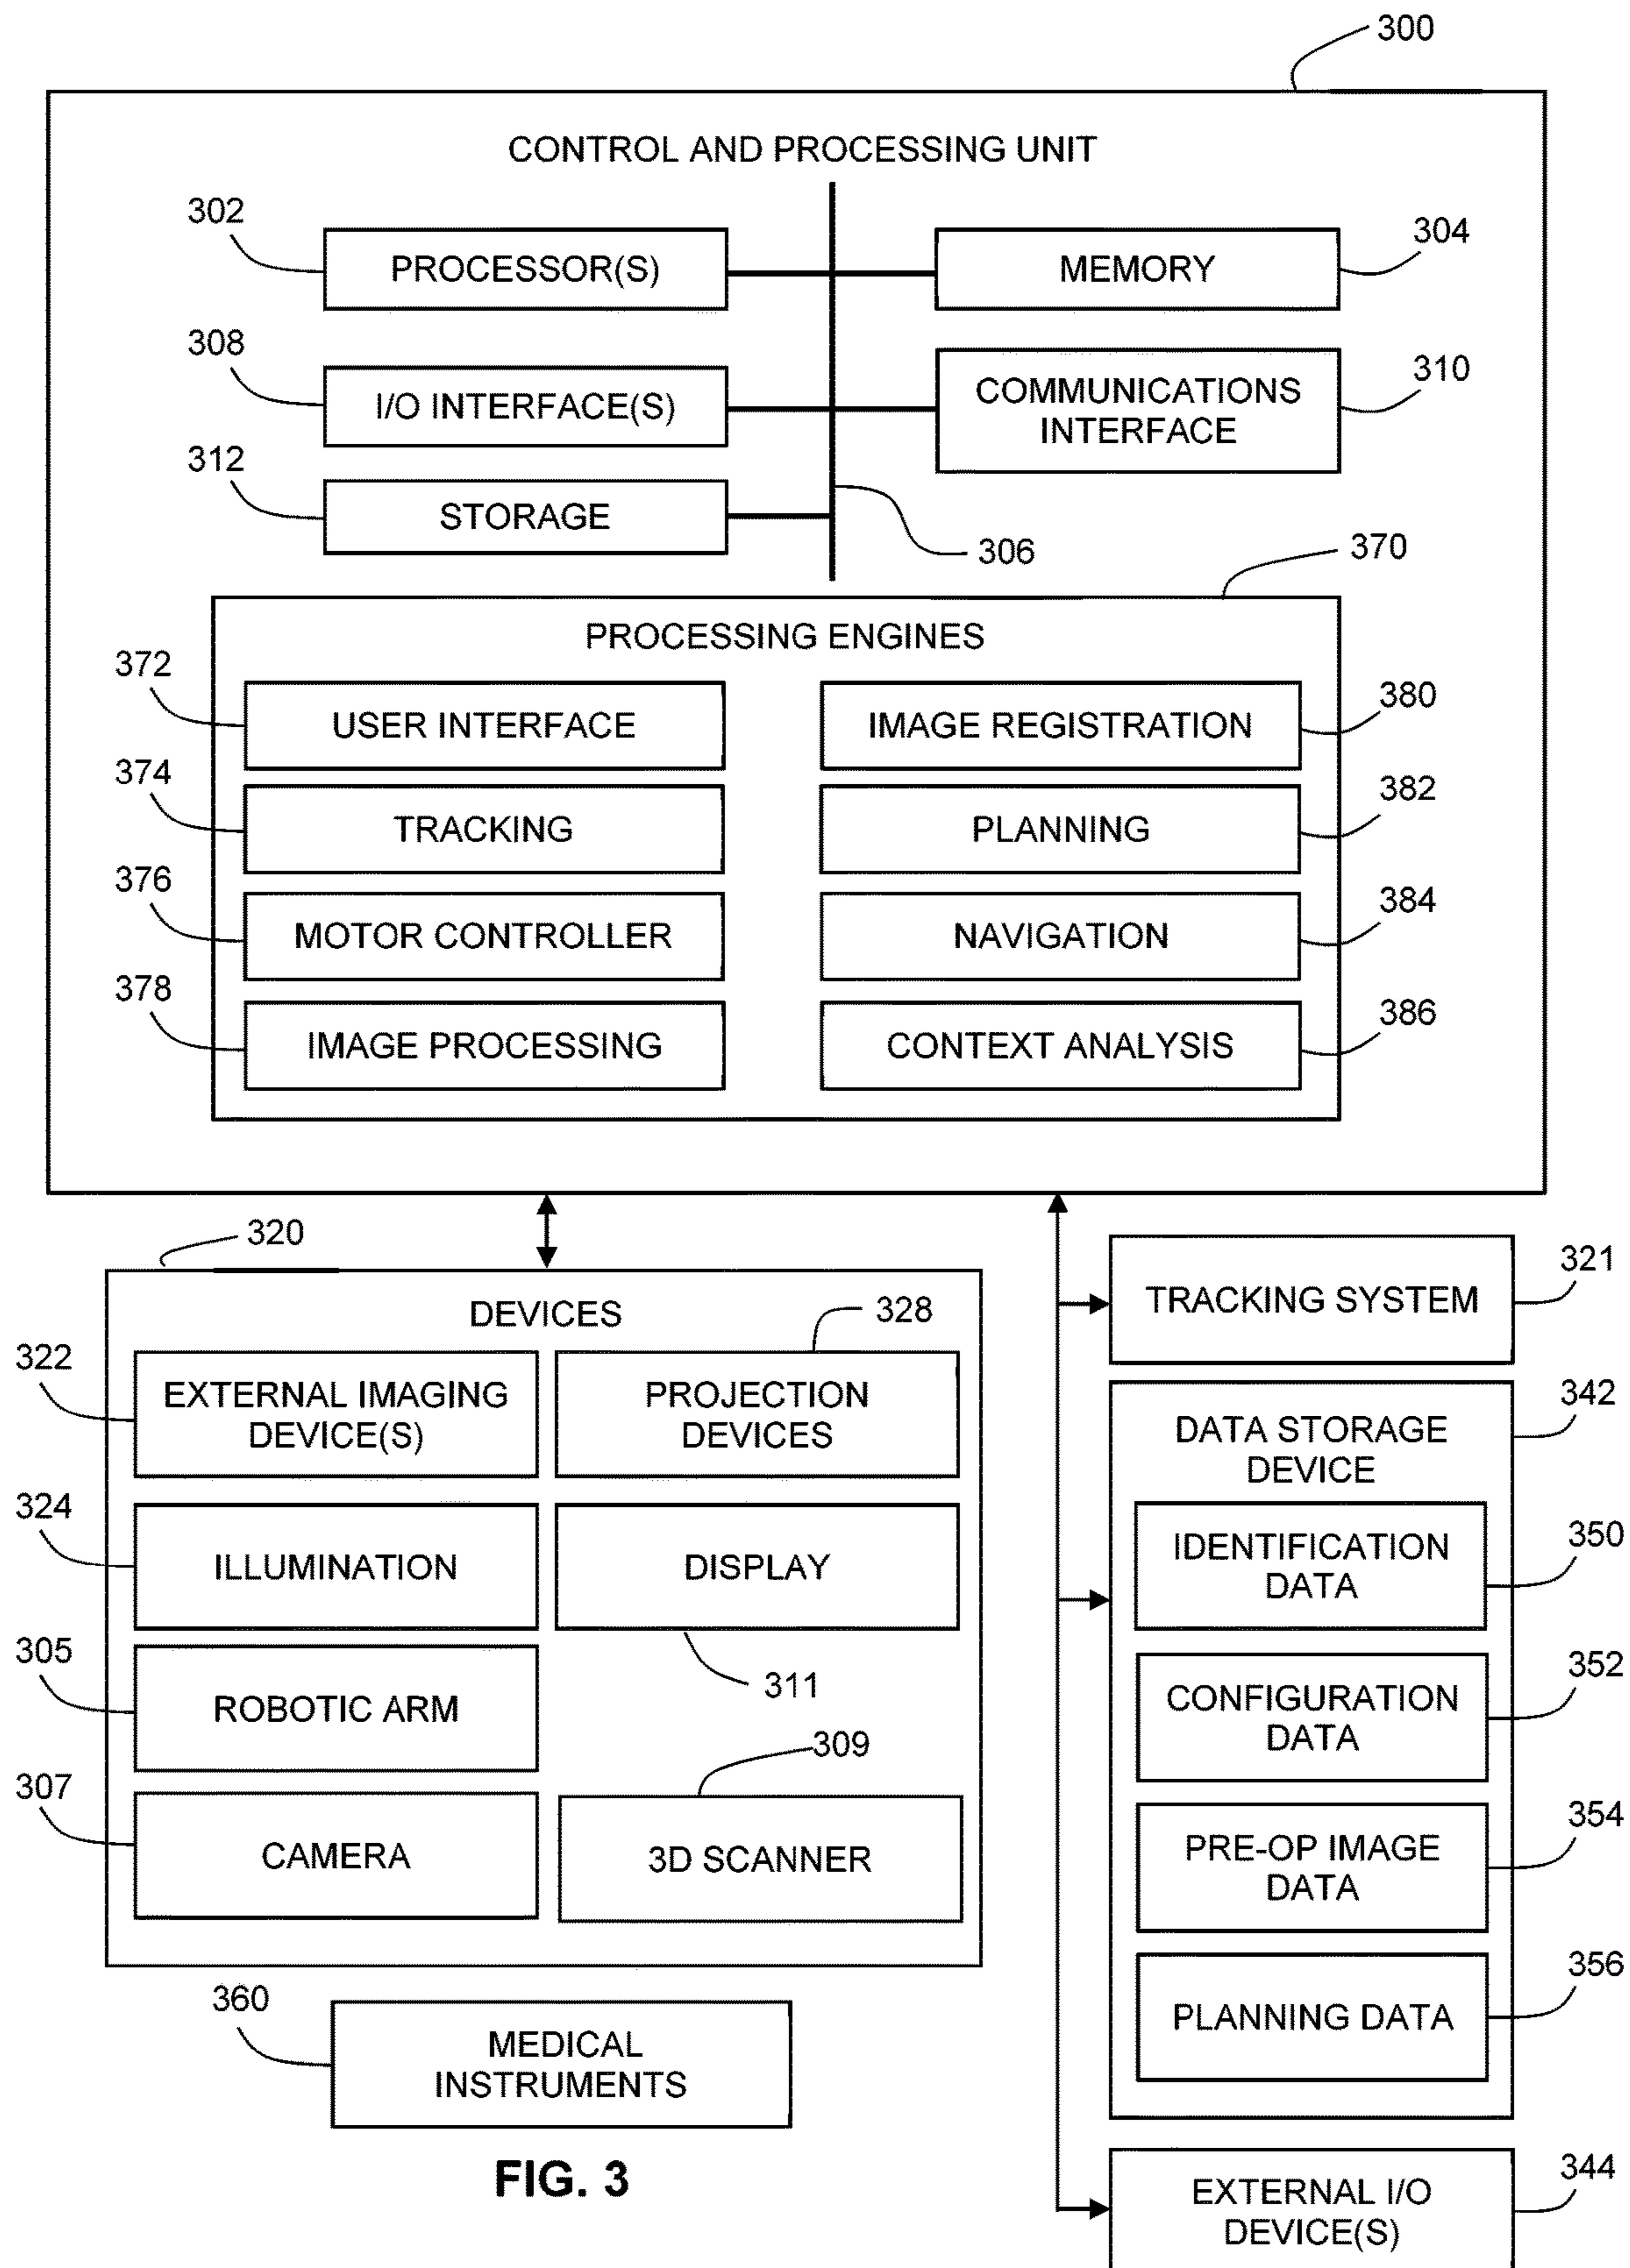 300
CONTROL AND PROCESSING UNIT
302
PROCESSOR(S)
MEMORY
304
308
I/O INTERFACE(S)
COMMUNICATIONS
INTERFACE
310
312
STORAGE
306
370
PROCESSING ENGINES
372
USER INTERFACE
IMAGE REGISTRATION
380
374
TRACKING
PLANNING
382
376
MOTOR CONTROLLER
NAVIGATION
384
378
IMAGE PROCESSING
CONTEXT ANALYSIS
386
320
DEVICES
322
EXTERNAL IMAGING
DEVICE(S)
328
PROJECTION
DEVICES
324
ILLUMINATION
DISPLAY
311
305
ROBOTIC ARM
309
307
CAMERA
3D SCANNER
360
MEDICAL
INSTRUMENTS
TRACKING SYSTEM
321
342
DATA STORAGE
DEVICE
IDENTIFICATION
DATA
350
CONFIGURATION
DATA
352
PRE-OP IMAGE
DATA
354
PLANNING DATA
356
EXTERNAL I/O
DEVICE(S)
344
FIG. 3